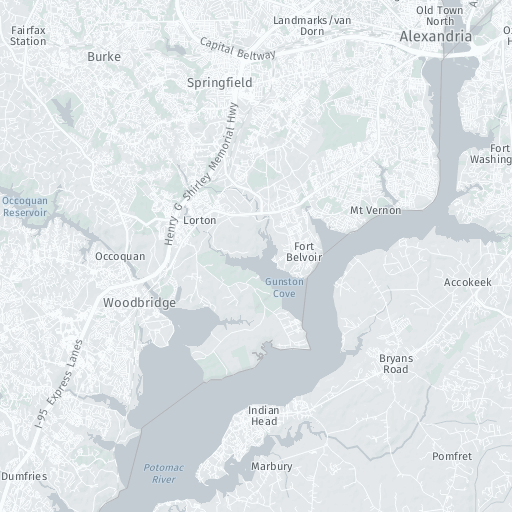 Old Town
North
Landmarks/van
Dorn
Fairfax
Station
Alexandria
Capital Beltway
Burke
Springfield
Henry G Shirley Memorial Hwy
Fort
Washing
Occoquan
Reservoir
Mt Vernon
Lorton
Fort
Belvoir
Occoquan
Gunston
Cove
Accokeek
Woodbridge
I-95 Express Lanes
Bryans
Road
Indian
Head
Pomfret
Marbury
Potomac
River
Dumfries